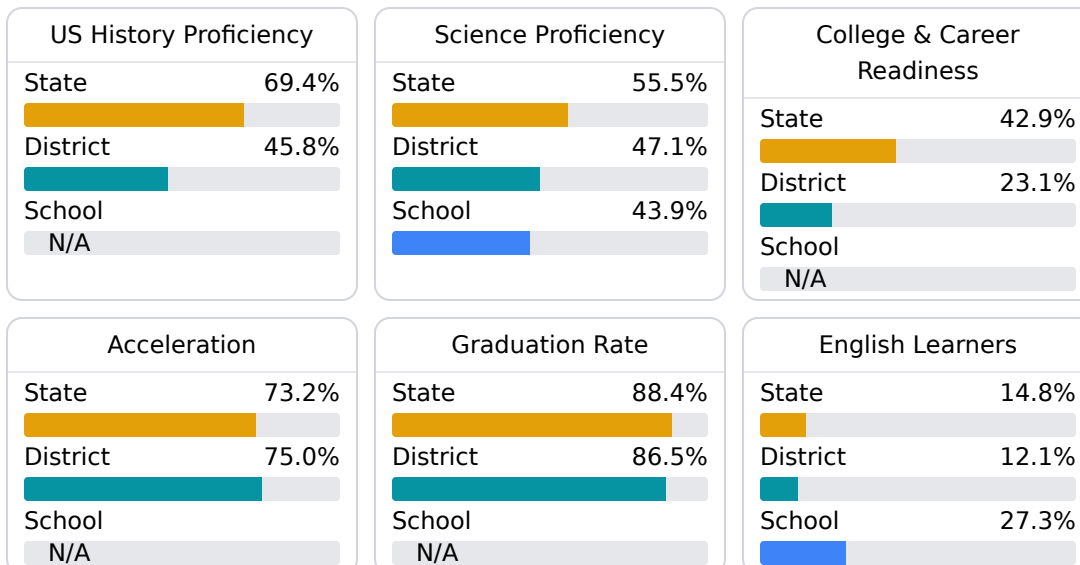 US History Proficiency
State 69.4%
District 45.8%
School
N/A
Science Proficiency
State 55.5%
District 47.1%
School 43.9%
College & Career
Readiness
State 42.9%
District 23.1%
School
N/A
Acceleration
State 73.2%
District 75.0%
School
N/A
Graduation Rate
State 88.4%
District 86.5%
School
N/A
English Learners
State 14.8%
District 12.1%
School 27.3%